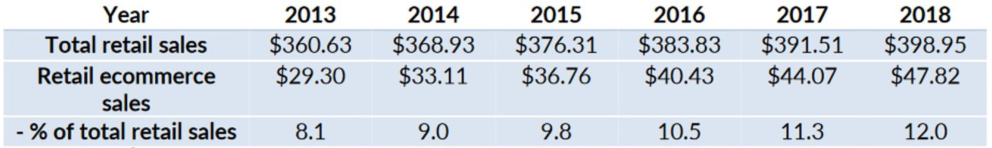 Year 2013 2014 2015 2016 2017 2018
Total retail sales $360.63 $368.93 $376.31 $383.83 $391.51 $398.95
Retail ecommerce $29.30 $33.11 $36.76 $40.43 $44.07 $47.82
sales
- % of total retail sales 8.1 9.0 9.8 10.5 11.3 12.0